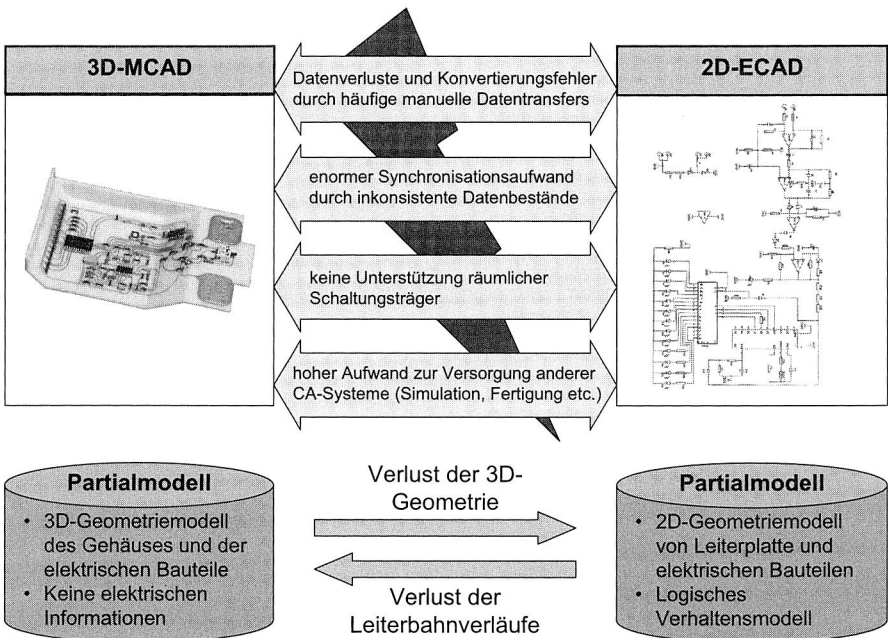 3D-MCAD
2D-ECAD
Datenverluste und Konvertierungsfehler
durch häufige manuelle Datentransfers
enormer Synchronisationsaufwand
durch inkonsistente Datenbestände
keine Unterstützung räumlicher
Schaltungsträger
hoher Aufwand zur Versorgung anderer
CA-Systeme (Simulation, Fertigung etc.)
Partialmodell
• 3D-Geometriemodell
des Gehäuses und der
elektrischen Bauteile
• Keine elektrischen
Informationen
Verlust der 3D-
Geometrie
Verlust der
Leiterbahnverläufe
Partialmodell
• 2D-Geometriemodell
von Leiterplatte und
elektrischen Bauteilen
• Logisches
Verhaltensmodell